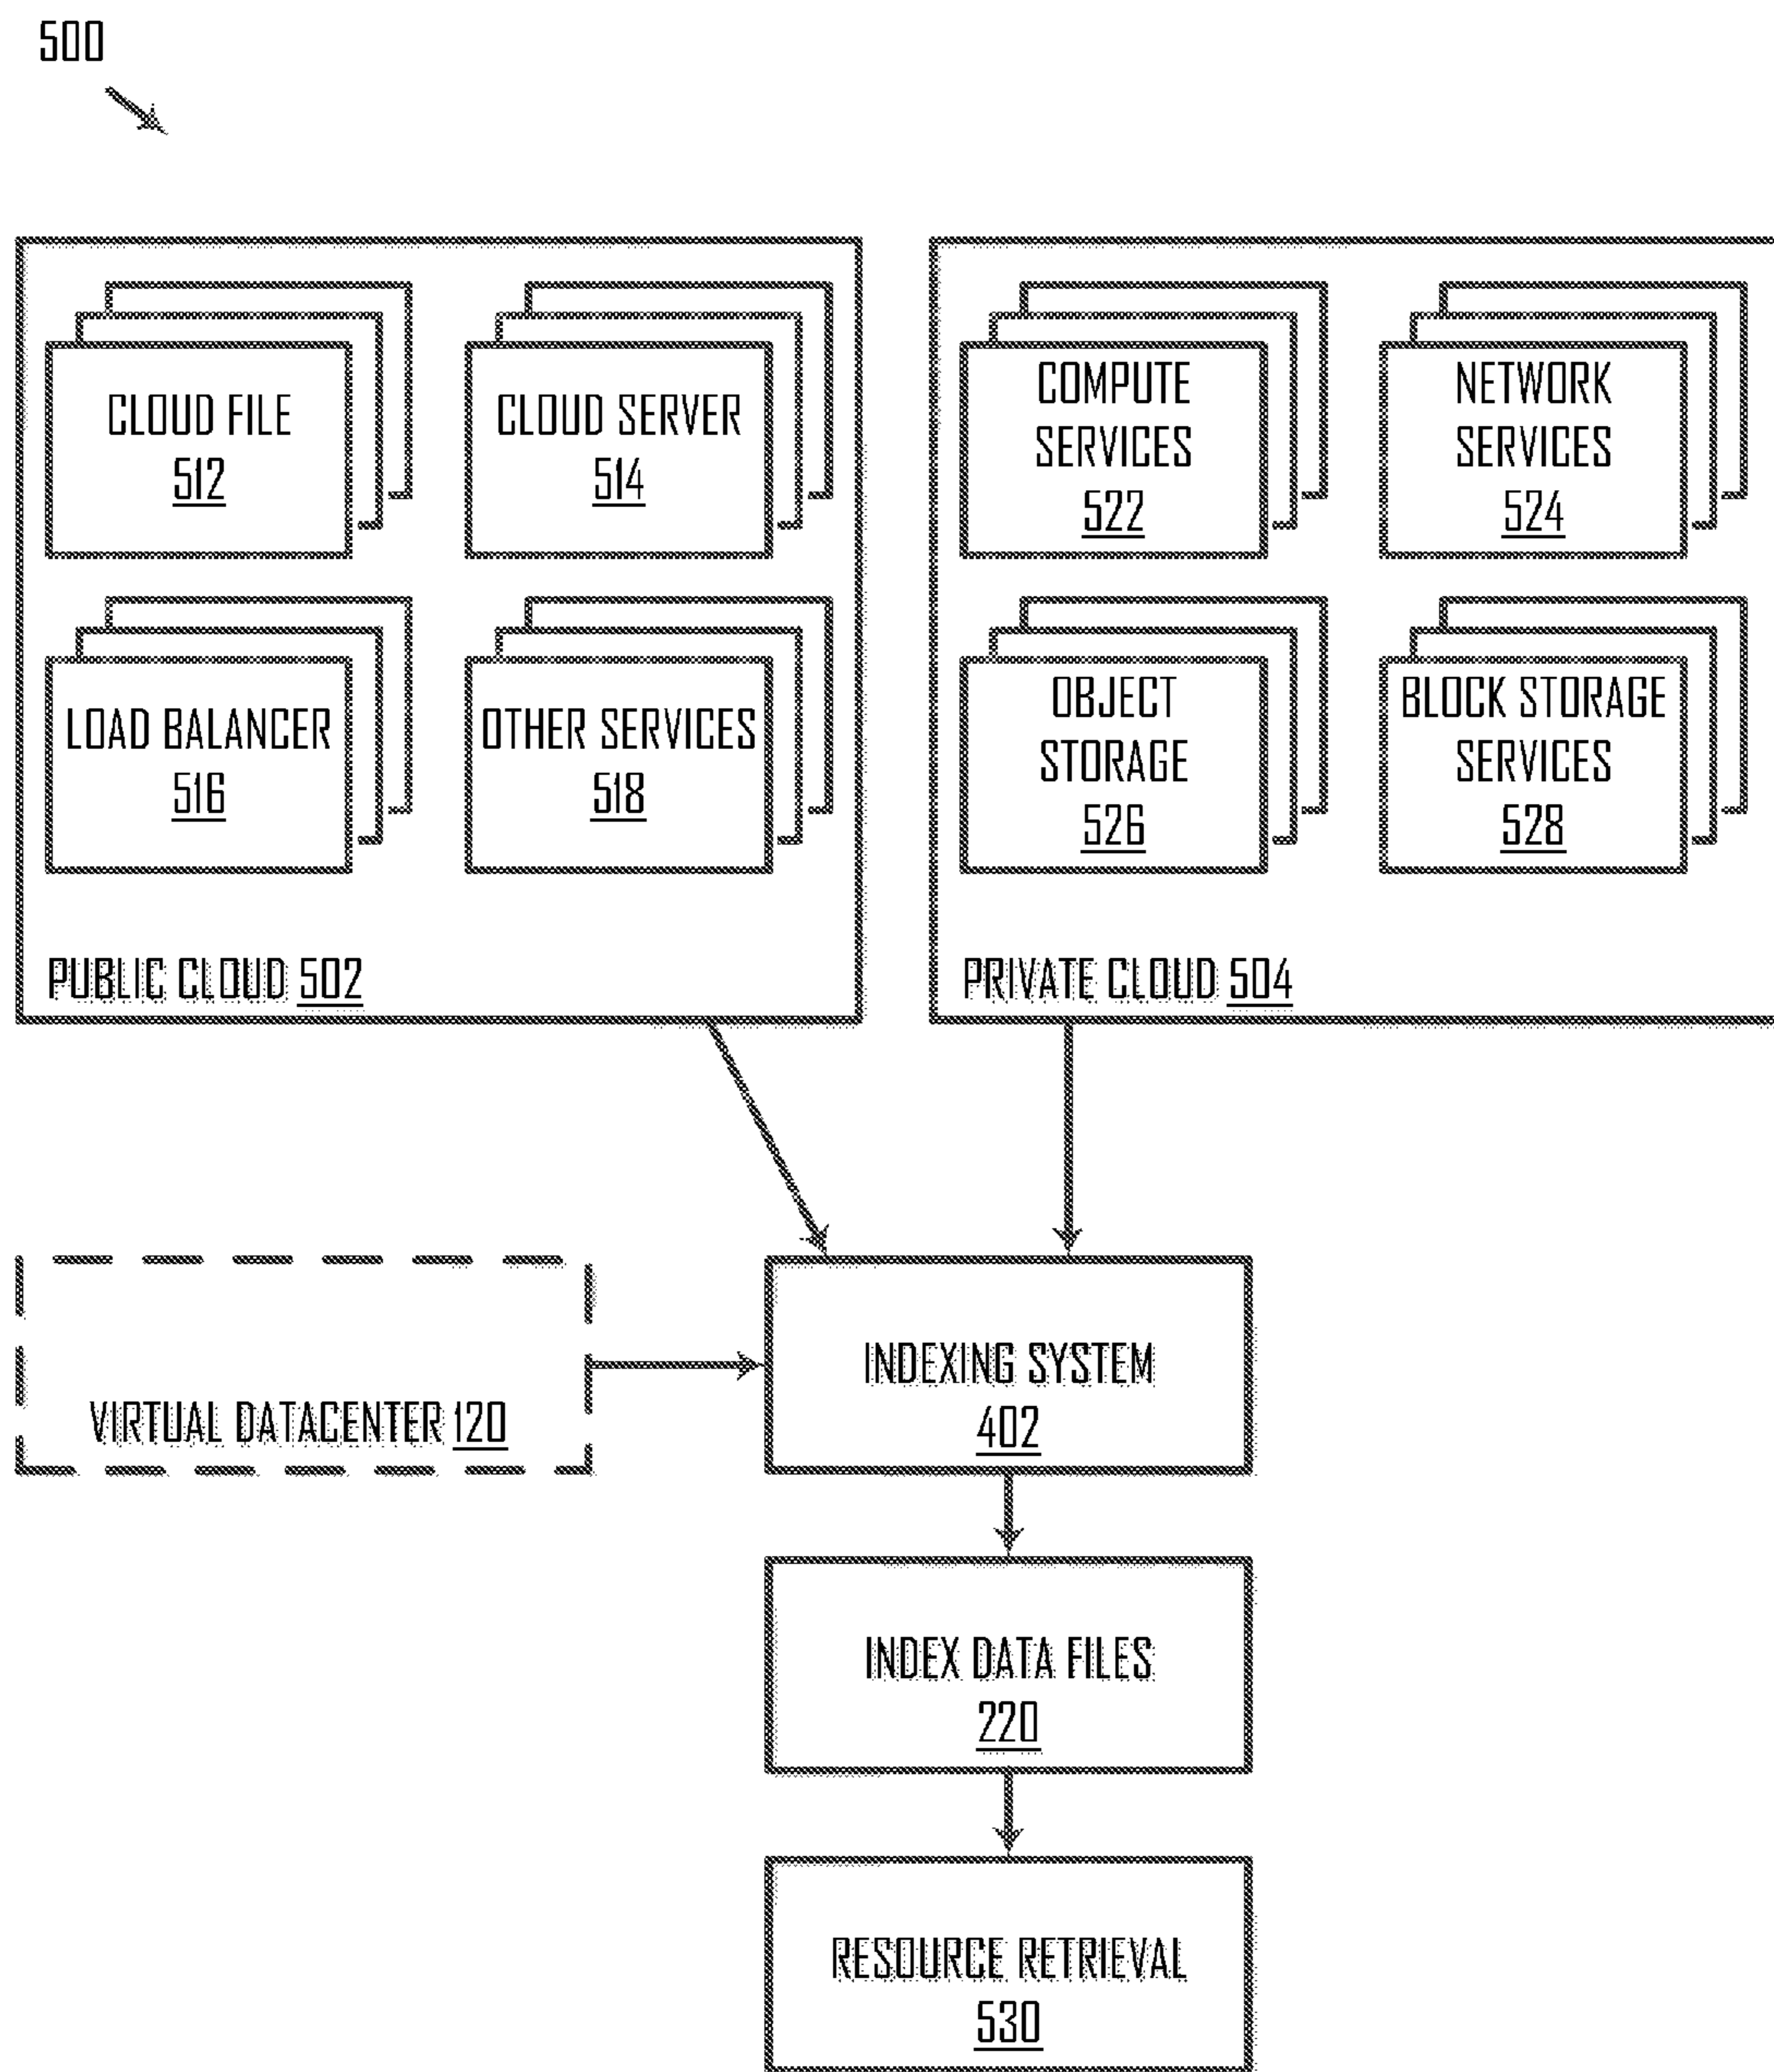 500
CLOUD FILE
512
CLOUD SERVER
514
LOAD BALANCER
516
OTHER SERVICES
518
PUBLIC CLOUD 502
COMPUTE
SERVICES
522
NETWORK
SERVICES
524
OBJECT
STORAGE
526
BLOCK STORAGE
SERVICES
528
PRIVATE CLOUD 504
VIRTUAL DATACENTER 120
INDEXING SYSTEM
402
INDEX DATA FILES
220
RESOURCE RETRIEVAL
530